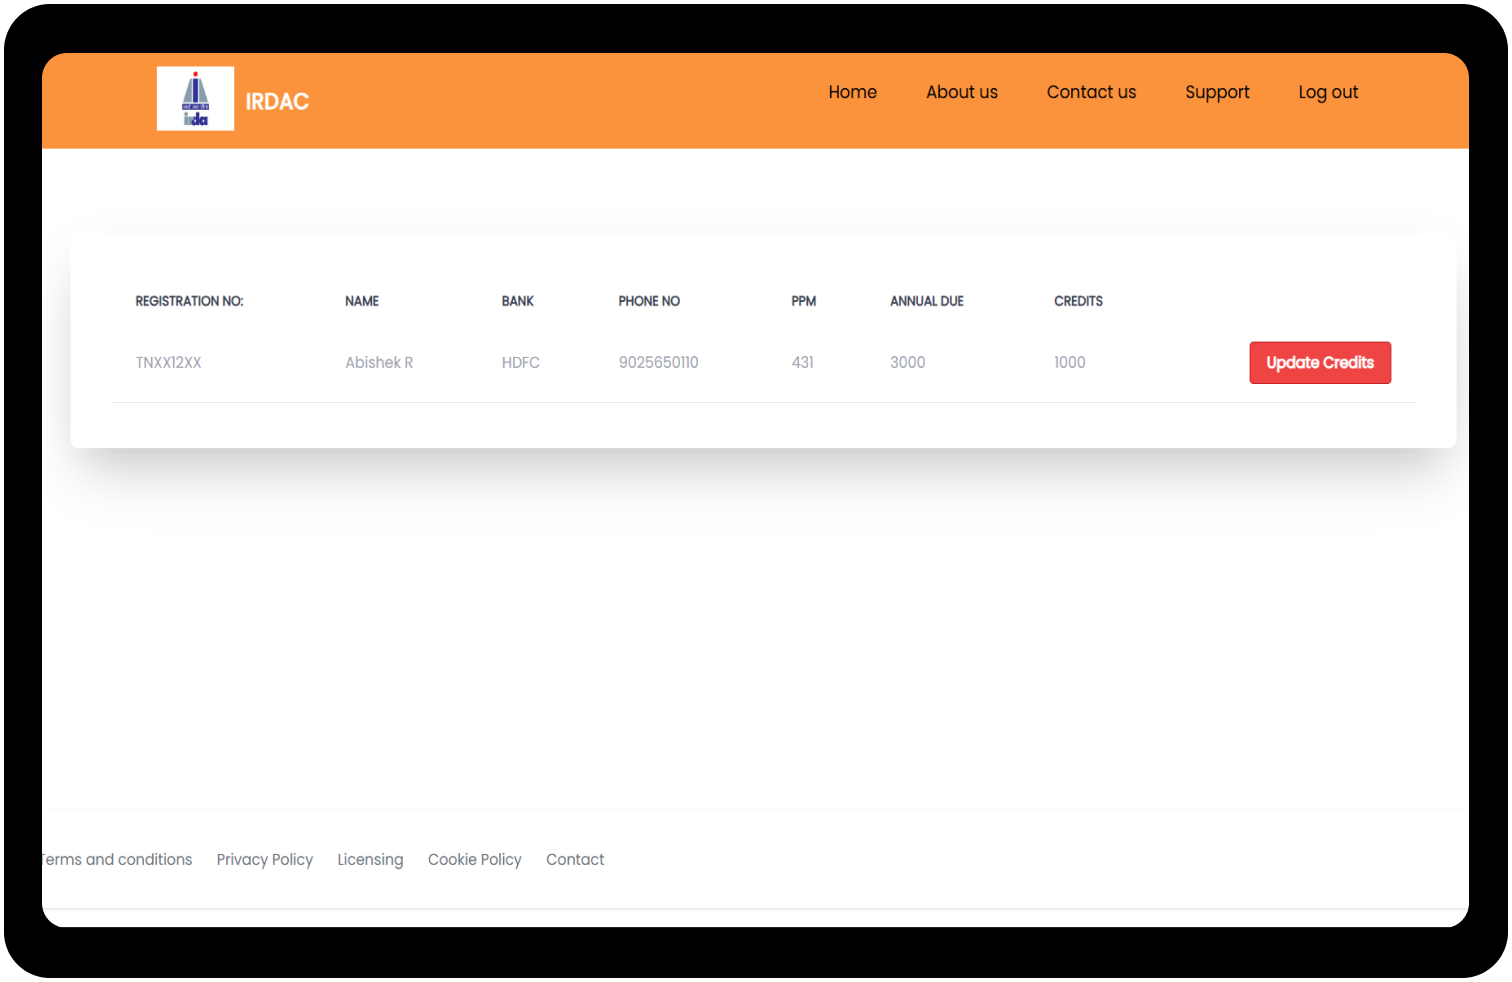 irda
IRDAC
Home About us Contact us Support Log out
REGISTRATION NO: NAME BANK PHONE NO PPM ANNUAL DUE CREDITS
TNXX12XX Abishek R HDFC 9025650110 431 3000 1000 Update Credits
Terms and conditions Privacy Policy Licensing Cookie Policy Contact